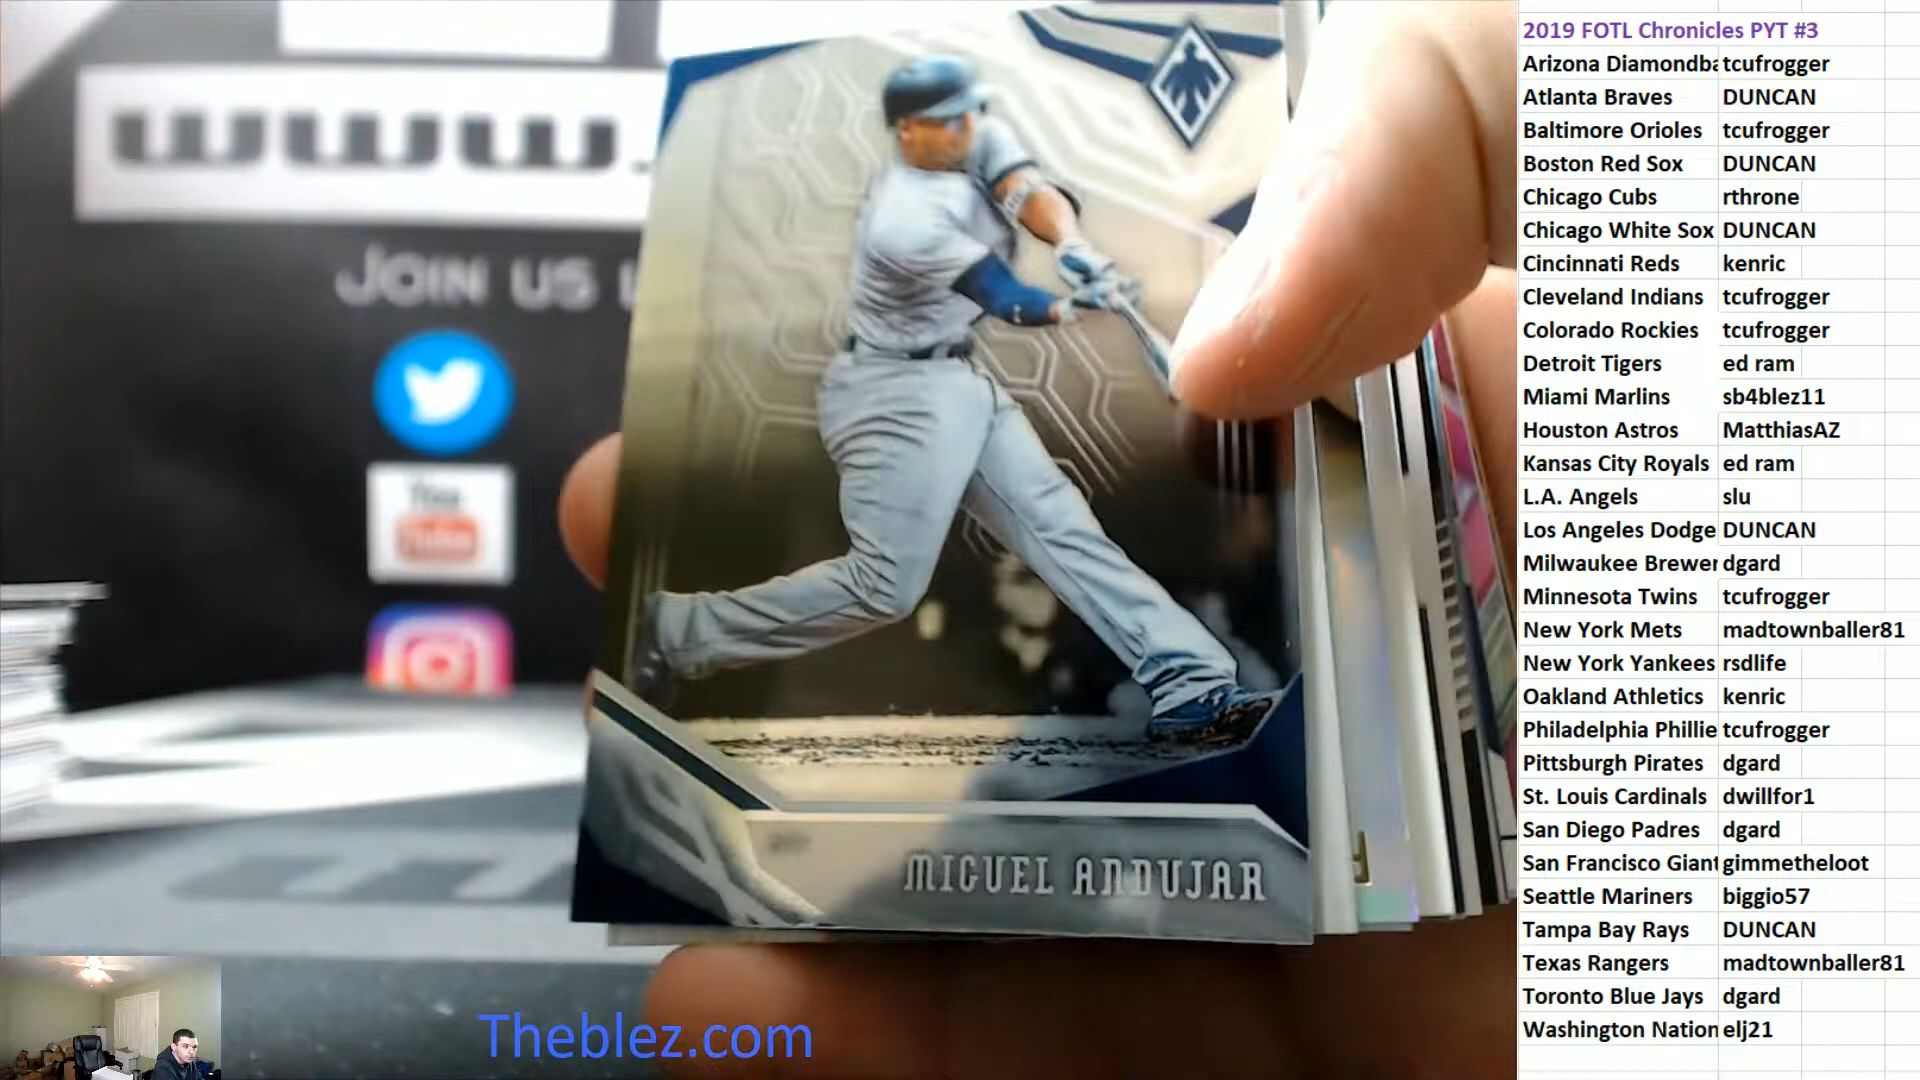 www.
JOIN US L
You
Tube
MIGUEL ANDUJAR
Theblez.com
2019 FOTL Chronicles PYT #3
Arizona Diamondba tcufrogger
Atlanta Braves DUNCAN
Baltimore Orioles tcufrogger
Boston Red Sox DUNCAN
Chicago Cubs rthrone
Chicago White Sox DUNCAN
Cincinnati Reds kenric
Cleveland Indians tcufrogger
Colorado Rockies tcufrogger
Detroit Tigers ed ram
Miami Marlins sb4blez11
Houston Astros MatthiasAZ
Kansas City Royals ed ram
L.A. Angels slu
Los Angeles Dodge DUNCAN
Milwaukee Brewer dgard
Minnesota Twins tcufrogger
New York Mets madtownballer81
New York Yankees rsdlife
Oakland Athletics kenric
Philadelphia Phillie tcufrogger
Pittsburgh Pirates dgard
St. Louis Cardinals dwillfor1
San Diego Padres dgard
San Francisco Giant gimmetheloot
Seattle Mariners biggio57
Tampa Bay Rays DUNCAN
Texas Rangers madtownballer81
Toronto Blue Jays dgard
Washington Nation elj21